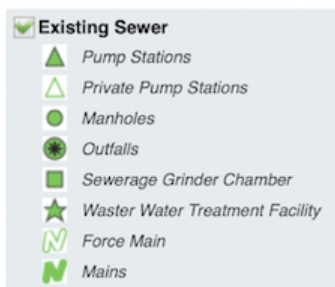 Existing Sewer
Pump Stations
Private Pump Stations
Manholes
Outfalls
Sewerage Grinder Chamber
Waster Water Treatment Facility
Force Main
Mains